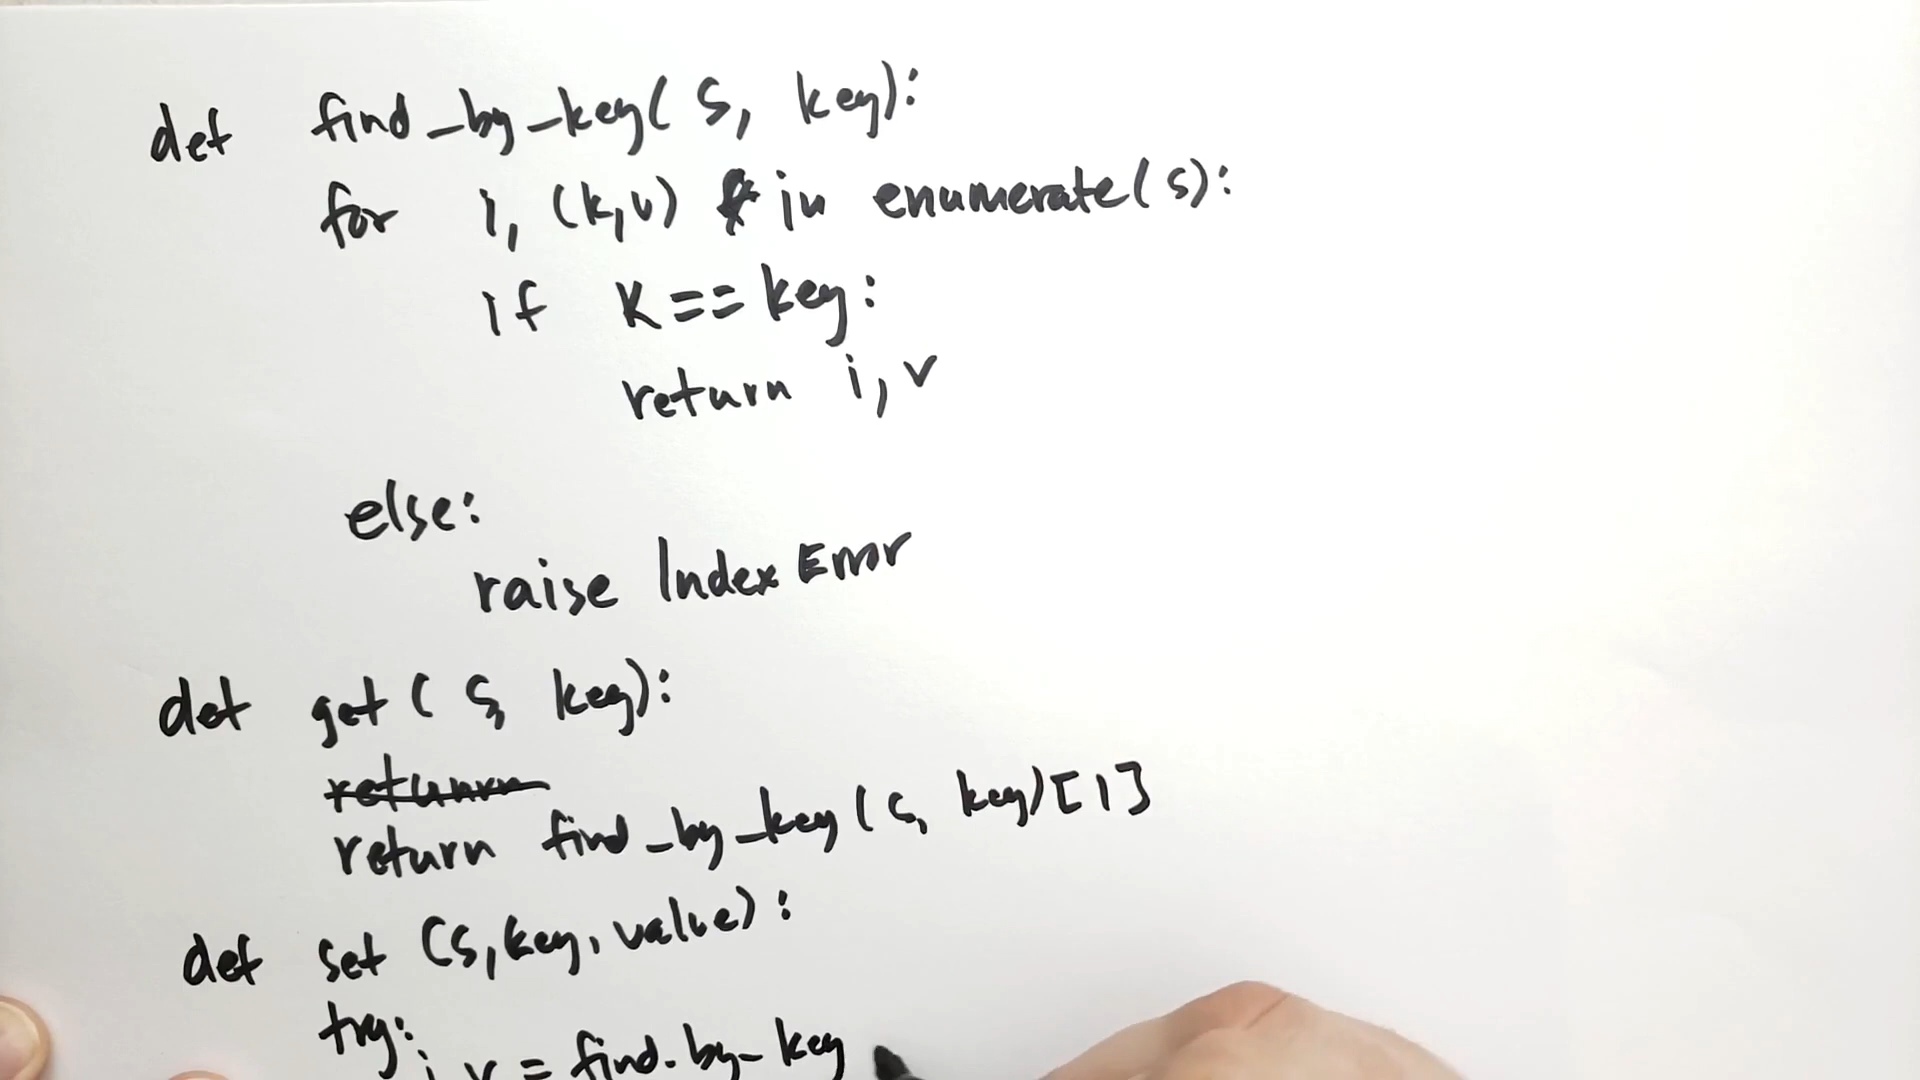 def find_by_key(s, key):
for i, (k,v) in enumerate(s):
if k==key:
return i, v
else:
raise IndexError
def get(s, key):
return find_by_key(s, key)[1]
def set(s,key,value):
try:
i, v = find_by_key